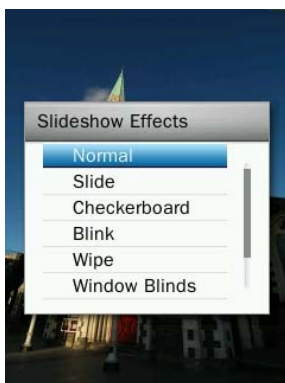 Slideshow Effects
Normal
Slide
Checkerboard
Blink
Wipe
Window Blinds